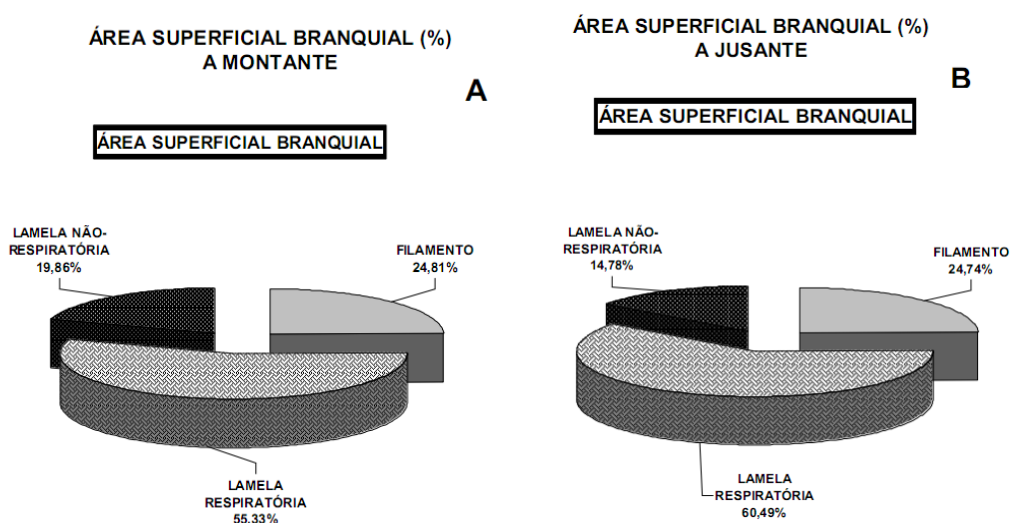 ÁREA SUPERFICIAL BRANQUIAL (%)
A MONTANTE
A
ÁREA SUPERFICIAL BRANQUIAL
LAMELA NÃO-
RESPIRATÓRIA
19,86%
FILAMENTO
24,81%
LAMELA
RESPIRATÓRIA
55,33%
ÁREA SUPERFICIAL BRANQUIAL (%)
A JUSANTE
B
ÁREA SUPERFICIAL BRANQUIAL
LAMELA NÃO-
RESPIRATÓRIA
14,78%
FILAMENTO
24,74%
LAMELA
RESPIRATÓRIA
60,49%